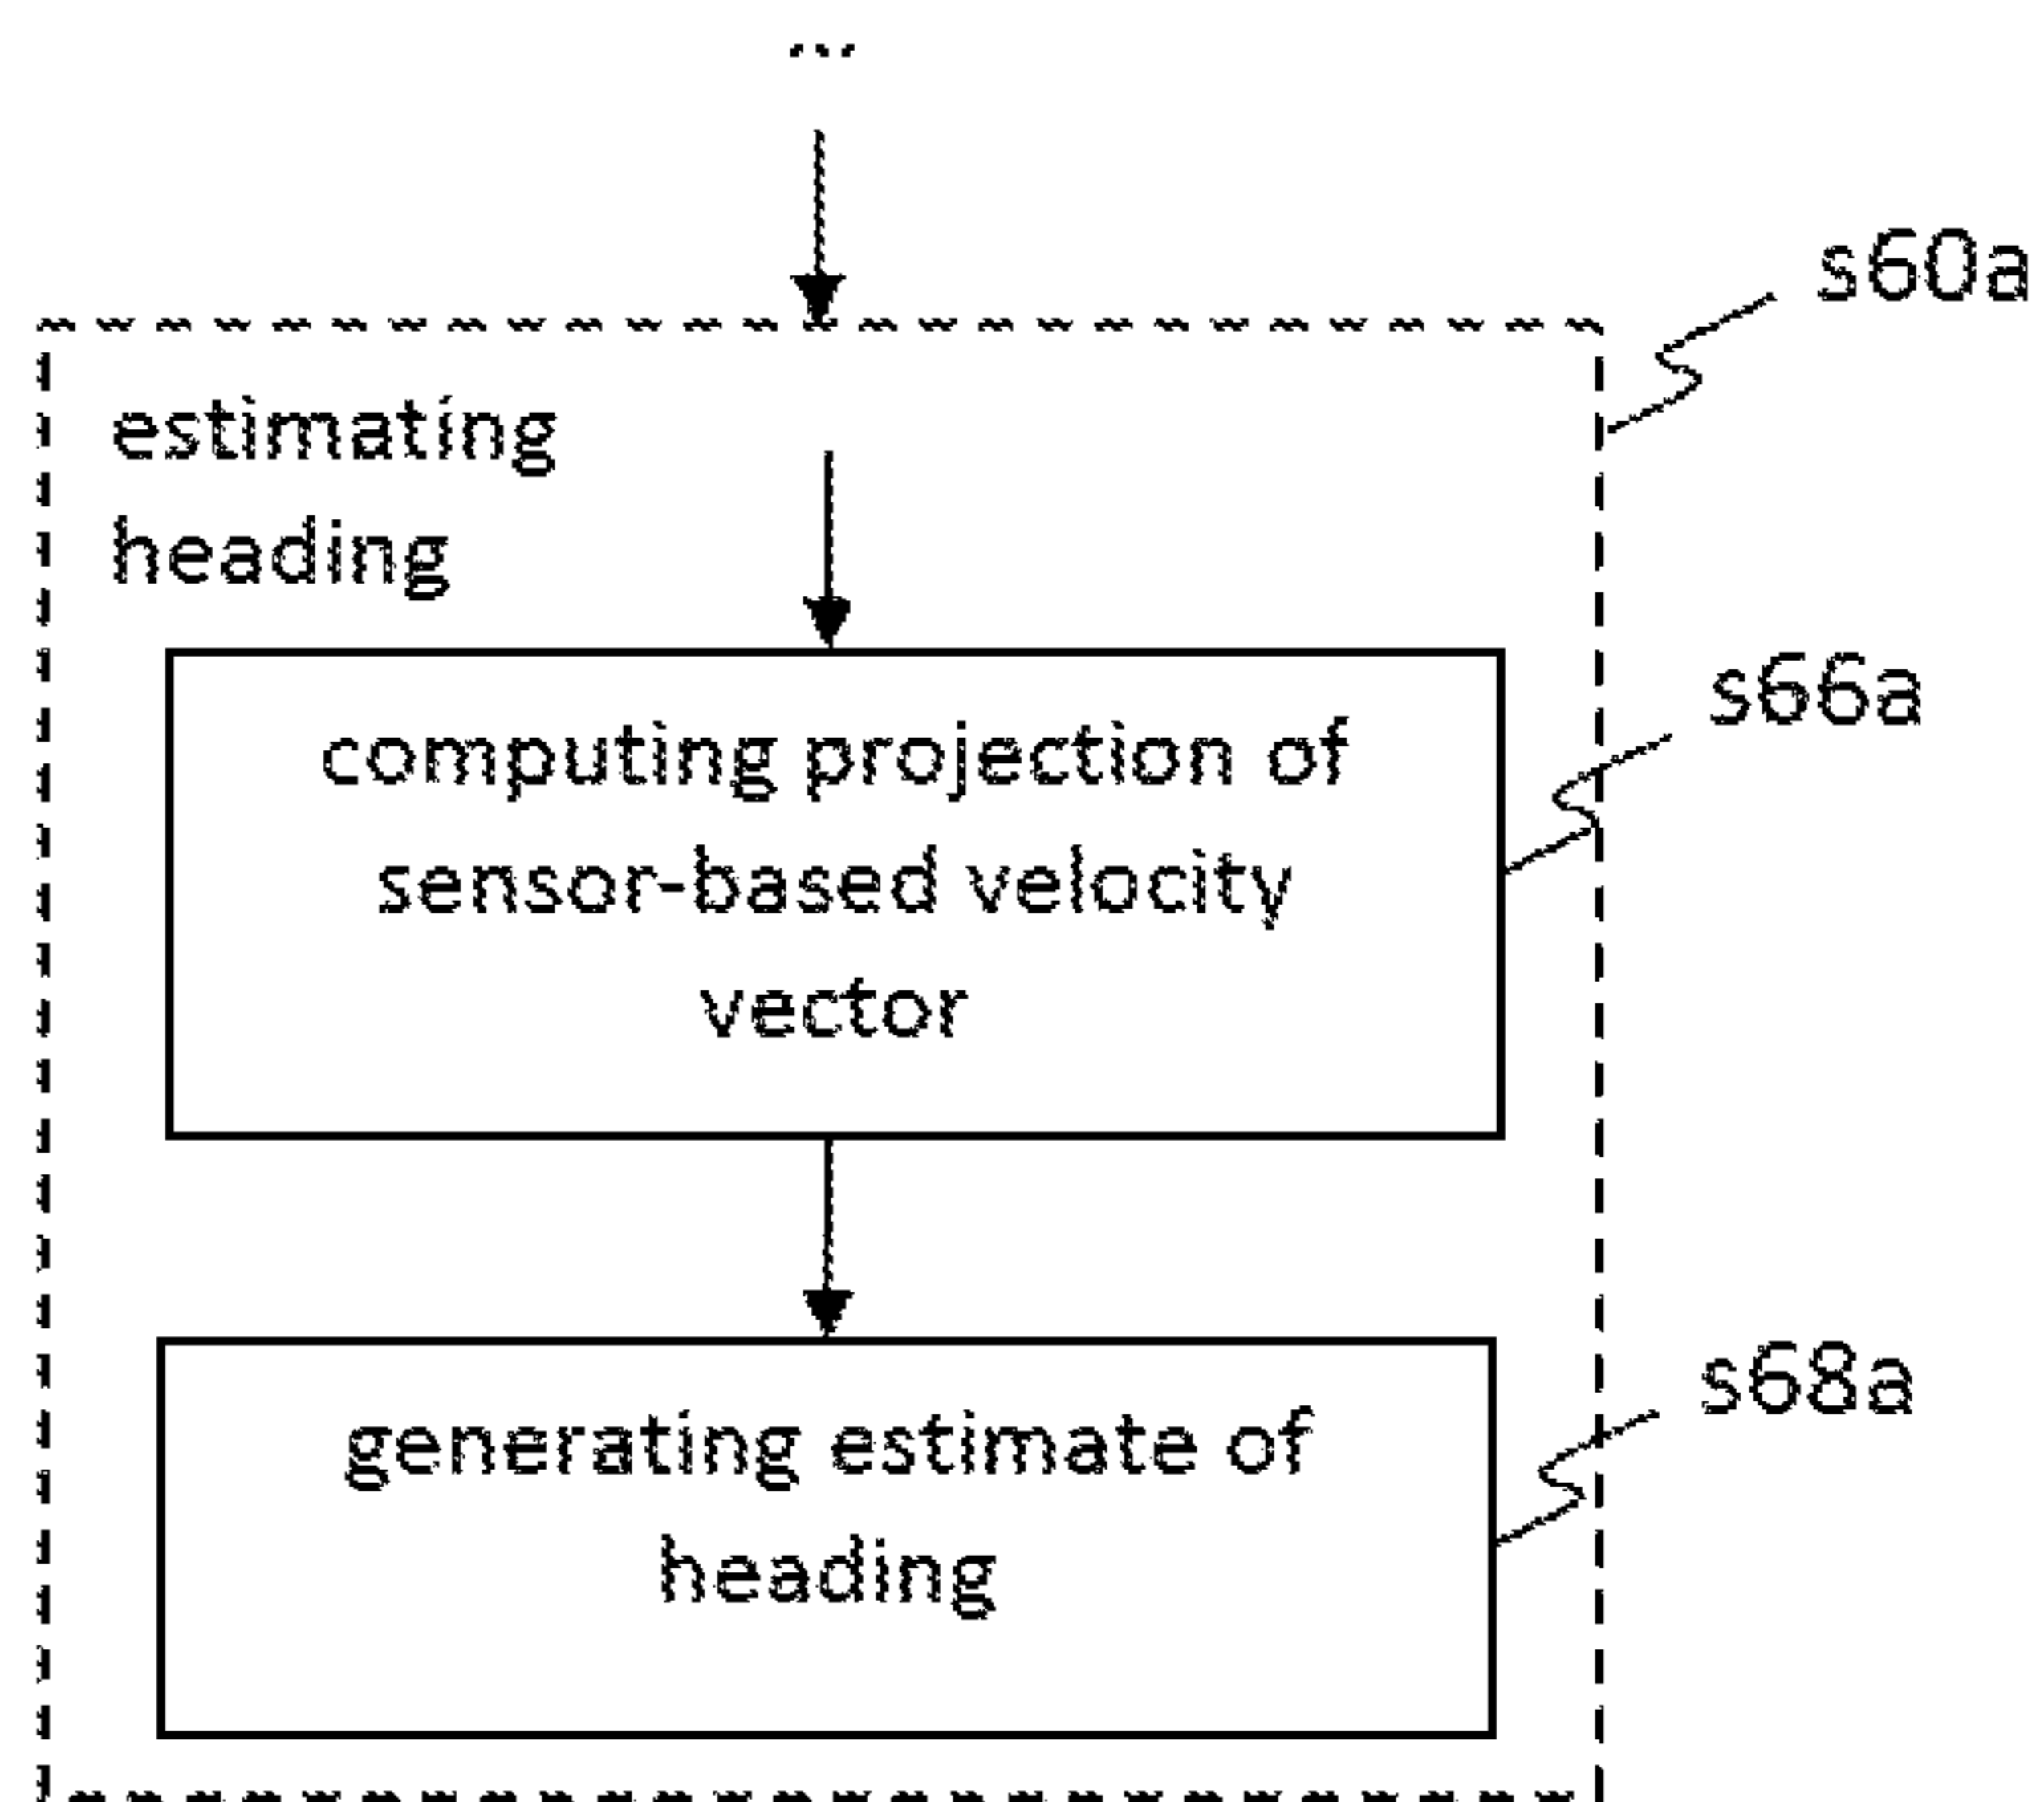 ...
s60a
estimating
heading
s66a
computing projection of
sensor-based velocity
vector
s68a
generating estimate of
heading